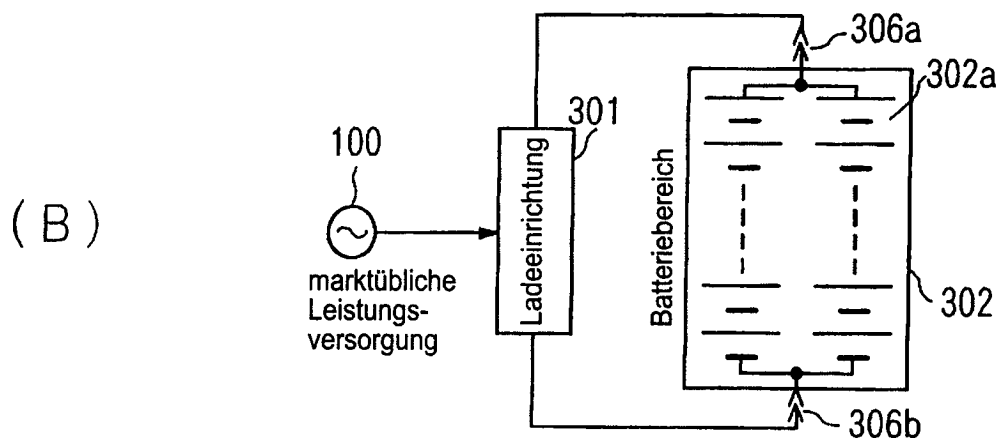 (B)
100
marktübliche
Leistungs-
versorgung
301
Ladeeinrichtung
306a
302a
Batteriebereich
302
306b